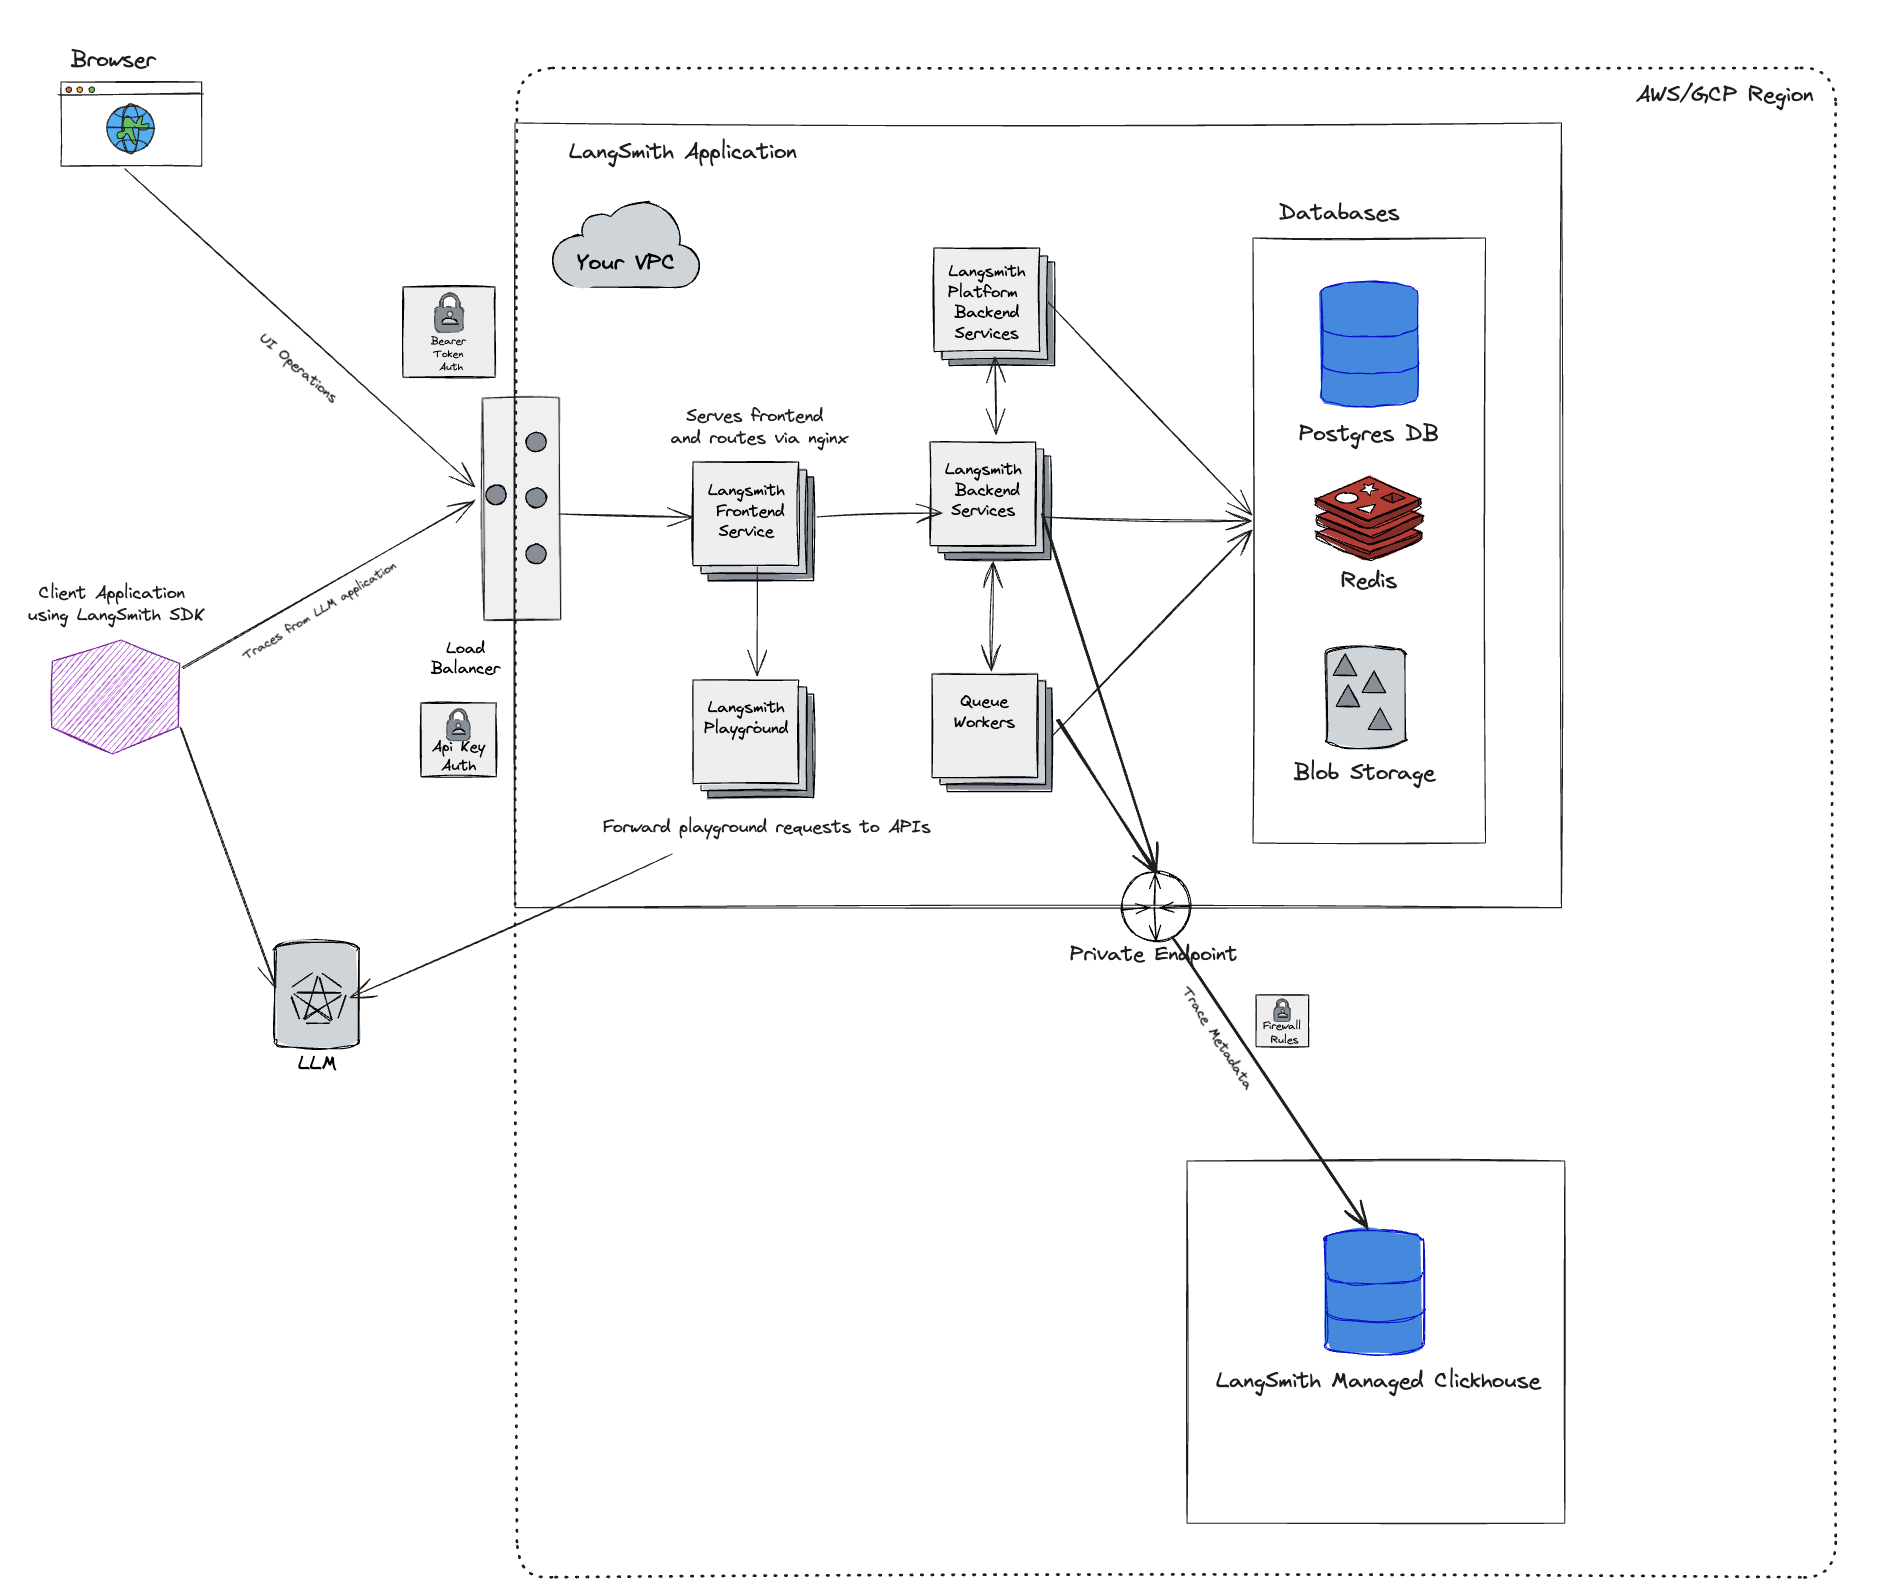 Browser
AWS/GCP Region
LangSmith Application
Your VPC
Databases
Langsmith
Platform
Backend
Services
Bearer
Token
Auth
UI Operations
Serves frontend
and routes via nginx
Postgres DB
Langsmith
Frontend
Service
Langsmith
Backend
Services
Redis
Client Application
using LangSmith SDK
Traces from LLM application
Load
Balancer
Api Key
Auth
Langsmith
Playground
Queue
Workers
Blob Storage
Forward playground requests to APIs
Private Endpoint
LLM
Trace Metadata
Firewall
Rules
LangSmith Managed Clickhouse